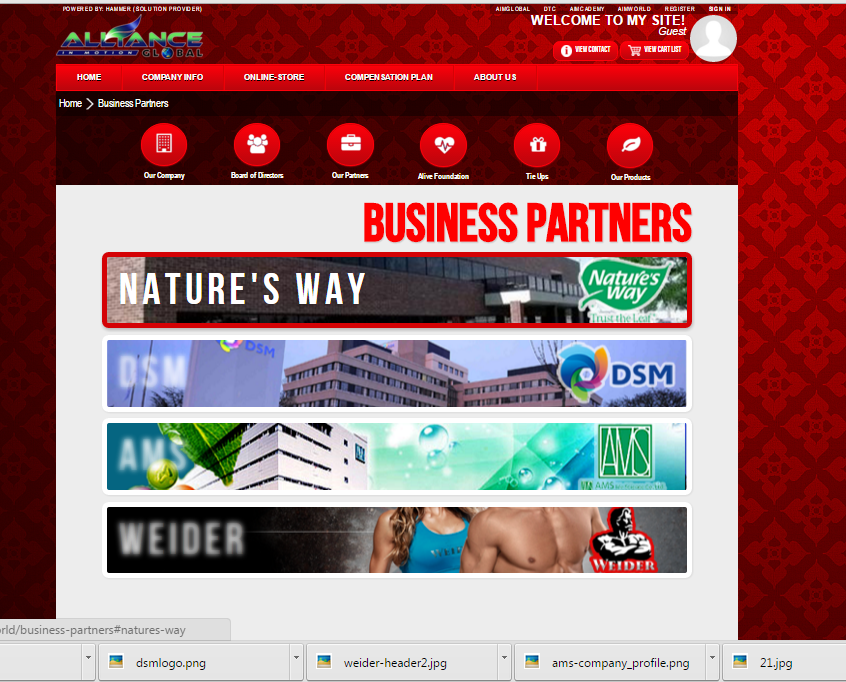 POWERED BY: HAMMER (SOLUTION PROVIDER)
AIMGLOBAL DTC AIMCADEMY AIMWORLD REGISTER SIGN IN
WELCOME TO MY SITE!
Guest
ALLIANCE
IN MOTION GLOBAL
VIEW CONTACT VIEW CART LIST
HOME COMPANY INFO ONLINE-STORE COMPENSATION PLAN ABOUT US
Home Business Partners
Our Company Board of Directors Our Partners Alive Foundation Tie Ups Our Products
BUSINESS PARTNERS
NATURE'S WAY
Nature's
Way
Trust the Leaf
DSM
DSM
DSM
AMS
AMS
WEIDER
WEIDER
rld/business-partners#natures-way
dsmlogo.png weider-header2.jpg ams-company_profile.png 21.jpg